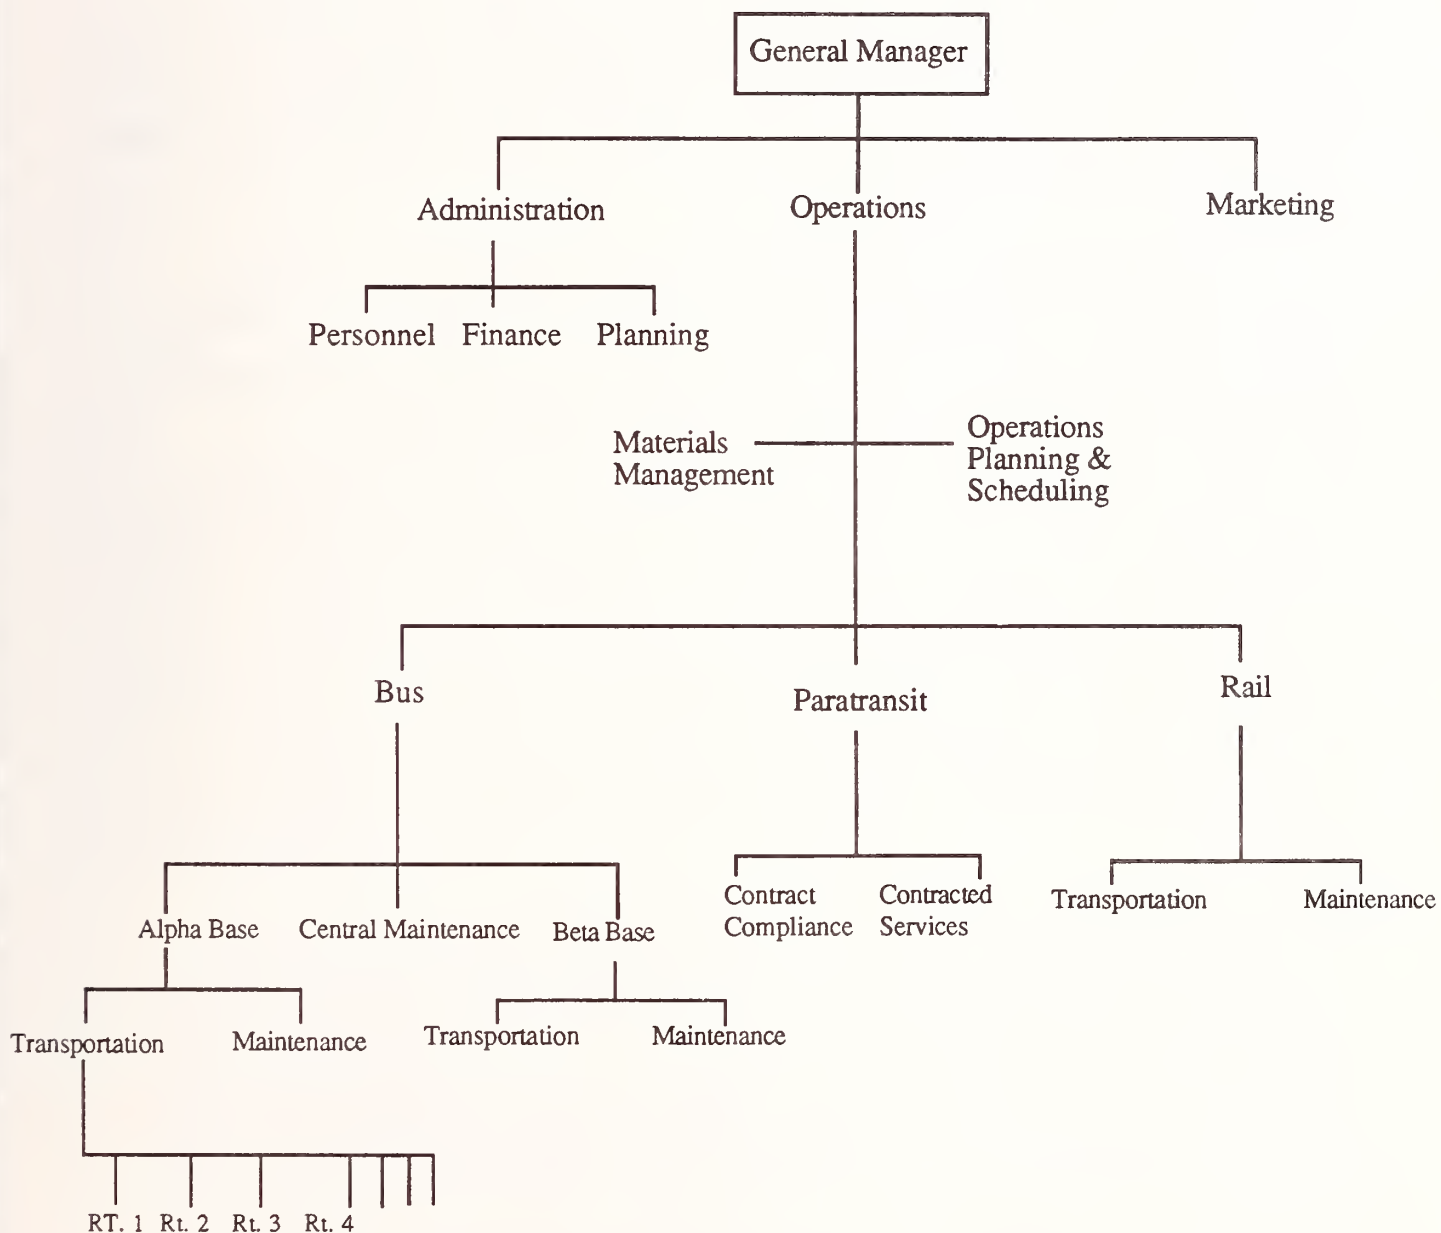 General Manager
Administration
Operations
Marketing
Personnel
Finance
Planning
Materials
Management
Operations
Planning &
Scheduling
Bus
Paratransit
Rail
Alpha Base
Central Maintenance
Beta Base
Contract
Compliance
Contracted
Services
Transportation
Maintenance
Transportation
Maintenance
Transportation
Maintenance
RT. 1
Rt. 2
Rt. 3
Rt. 4